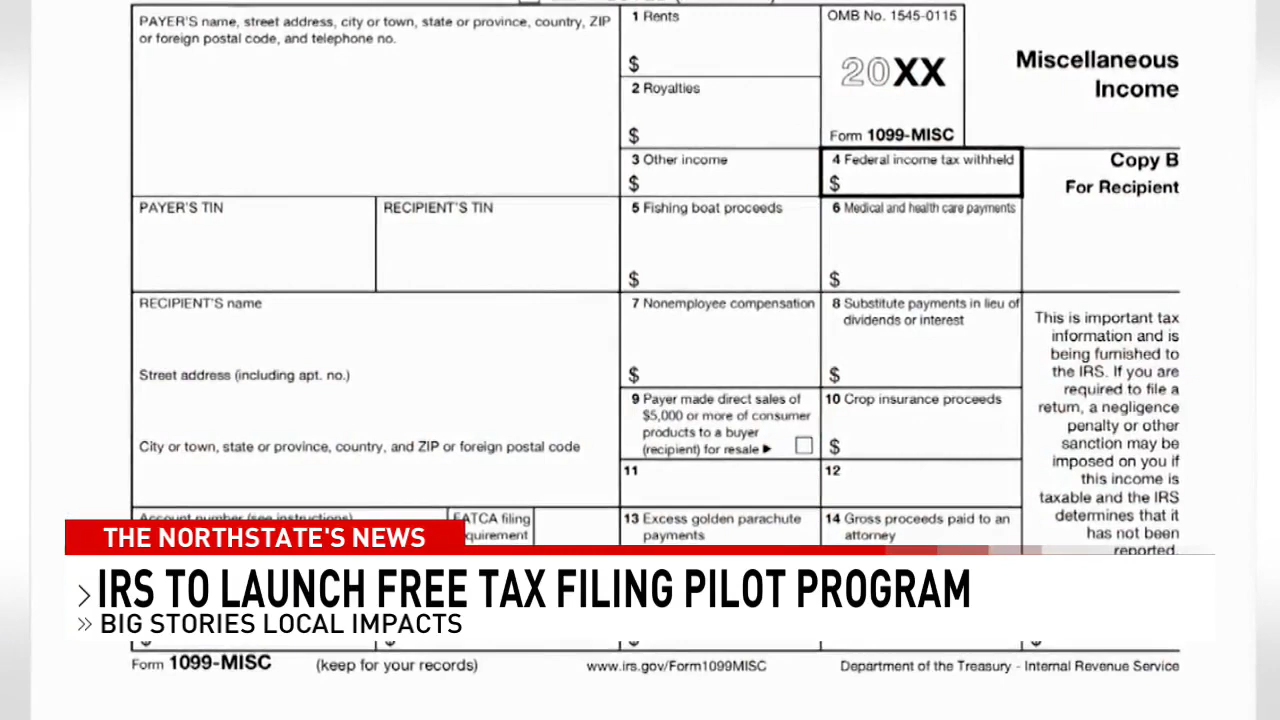 PAYER'S name, street address, city or town, state or province, country, ZIP
or foreign postal code, and telephone no.
1 Rents
$
2 Royalties
$
OMB No. 1545-0115
20XX
Form 1099-MISC
Miscellaneous
Income
3 Other income
$
4 Federal income tax withheld
$
Copy B
For Recipient
PAYER'S TIN
RECIPIENT'S TIN
5 Fishing boat proceeds
$
6 Medical and health care payments
$
RECIPIENT'S name
7 Nonemployee compensation
$
8 Substitute payments in lieu of
dividends or interest
$
This is important tax
information and is
being furnished to
the IRS. If you are
required to file a
return, a negligence
penalty or other
sanction may be
imposed on you if
this income is
taxable and the IRS
determines that it
has not been
reported.
Street address (including apt. no.)
9 Payer made direct sales of
$5,000 or more of consumer
products to a buyer
(recipient) for resale ▶
10 Crop insurance proceeds
$
City or town, state or province, country, and ZIP or foreign postal code
11
12
Account number (see instructions)
FATCA filing
quirement
13 Excess golden parachute
payments
14 Gross proceeds paid to an
attorney
THE NORTHSTATE'S NEWS
IRS TO LAUNCH FREE TAX FILING PILOT PROGRAM
BIG STORIES LOCAL IMPACTS
Form 1099-MISC
(keep for your records)
www.irs.gov/Form1099MISC
Department of the Treasury - Internal Revenue Service